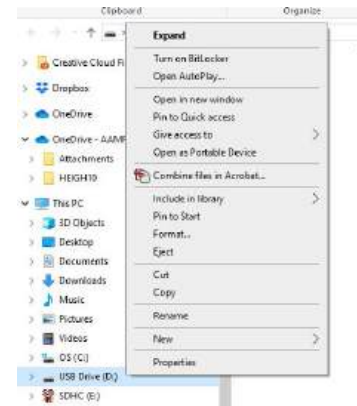 Clipboard
Organize
Creative Cloud Fi
Dropbox
OneDrive
OneDrive - AAMF
Attachments
HEIGH10
This PC
3D Objects
Desktop
Documents
Downloads
Music
Pictures
Videos
OS (C:)
USB Drive (D:)
SDHC (E:)
Expand
Turn on BitLocker
Open AutoPlay...
Open in new window
Pin to Quick access
Give access to
Open as Portable Device
Combine files in Acrobat...
Include in library
Pin to Start
Format...
Eject
Cut
Copy
Rename
New
Properties